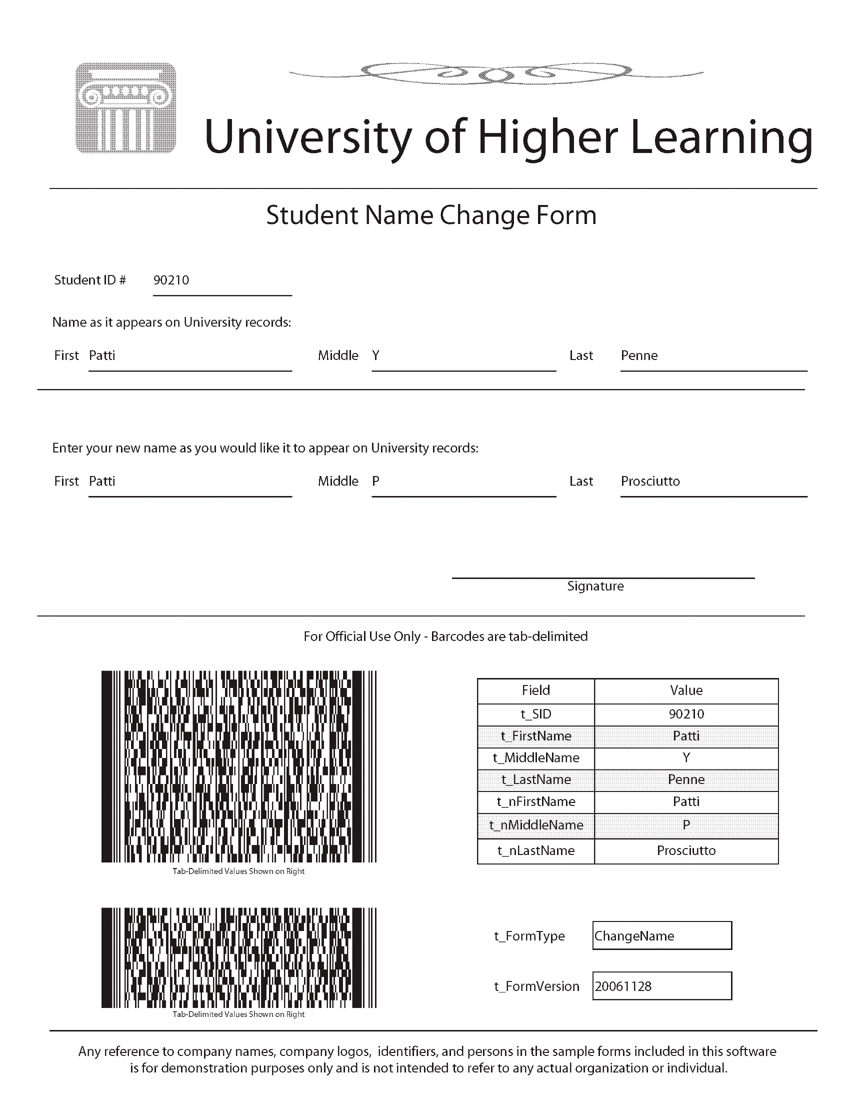 University of Higher Learning
Student Name Change Form
Student ID # 90210
Name as it appears on University records:
First Patti Middle Y Last Penne
Enter your new name as you would like it to appear on University records:
First Patti Middle P Last Prosciutto
Signature
For Official Use Only - Barcodes are tab-delimited
Field Value
t_SID 90210
t_FirstName Patti
t_MiddleName Y
t_LastName Penne
t_nFirstName Patti
t_nMiddleName P
t_nLastName Prosciutto
Tab-Delimited Values Shown on Right
t_FormType ChangeName
t_FormVersion 20061128
Tab-Delimited Values Shown on Right
Any reference to company names, company logos, identifiers, and persons in the sample forms included in this software
is for demonstration purposes only and is not intended to refer to any actual organization or individual.